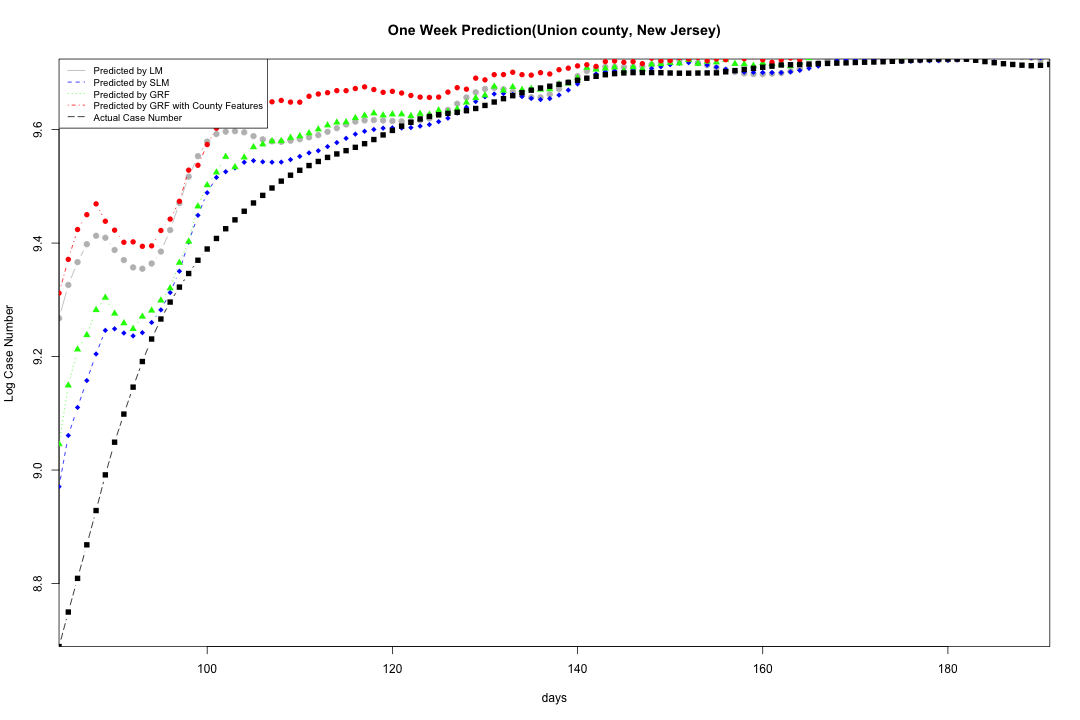 One Week Prediction(Union county, New Jersey)
Predicted by LM
Predicted by SLM
Predicted by GRF
Predicted by GRF with County Features
Actual Case Number
Log Case Number
9.6
9.4
9.2
9.0
8.8
100 120 140 160 180
days